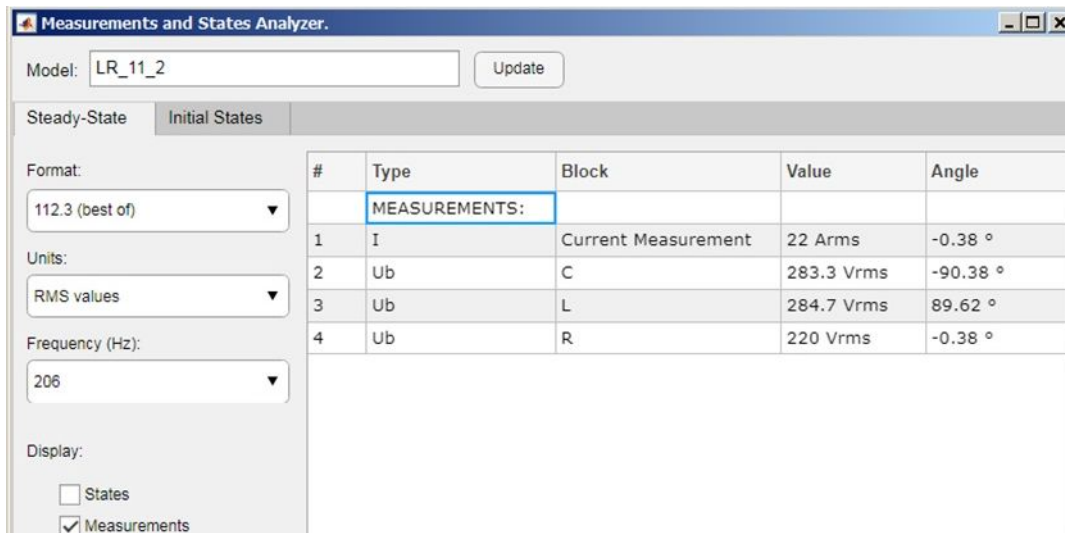 Measurements and States Analyzer.
Model: LR_11_2 Update
Steady-State Initial States
Format:
112.3 (best of)
Units:
RMS values
Frequency (Hz):
206
Display:
States
Measurements
# Type Block Value Angle
MEASUREMENTS:
1 I Current Measurement 22 Arms -0.38 °
2 Ub C 283.3 Vrms -90.38 °
3 Ub L 284.7 Vrms 89.62 °
4 Ub R 220 Vrms -0.38 °